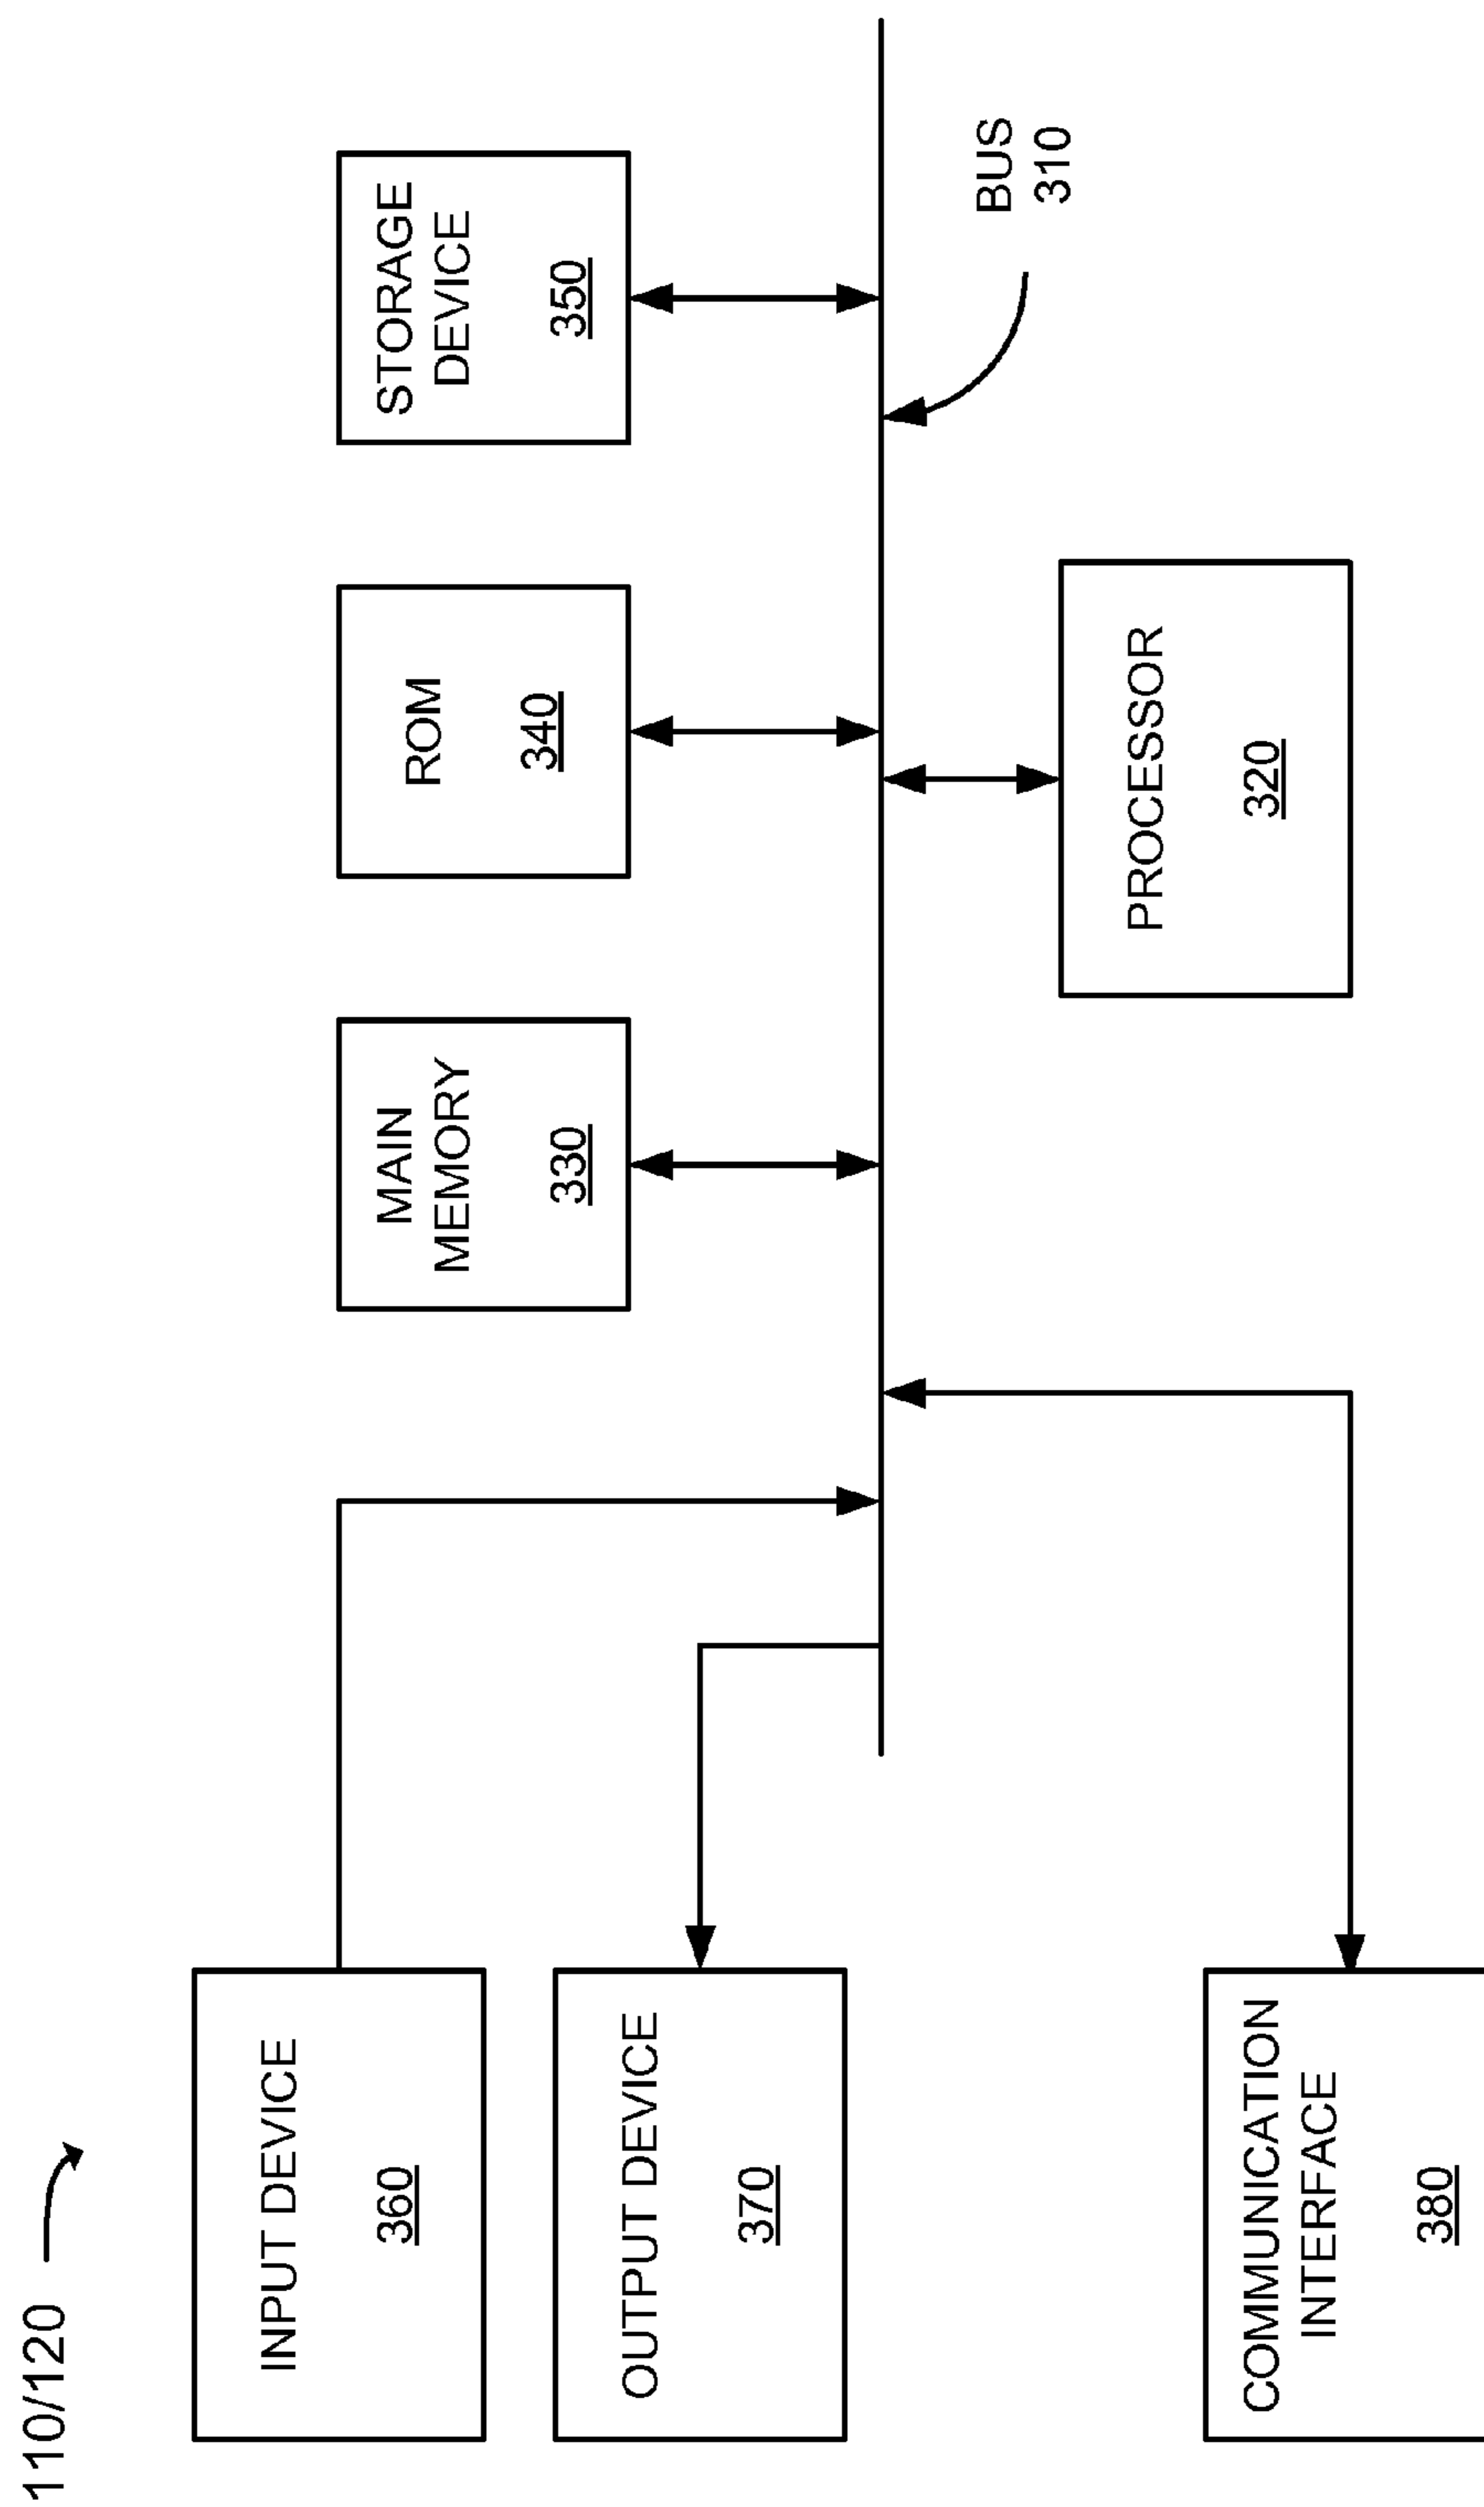 110/120
INPUT DEVICE
360
OUTPUT DEVICE
370
COMMUNICATION
INTERFACE
380
MAIN
MEMORY
330
ROM
340
STORAGE
DEVICE
350
PROCESSOR
320
BUS
310